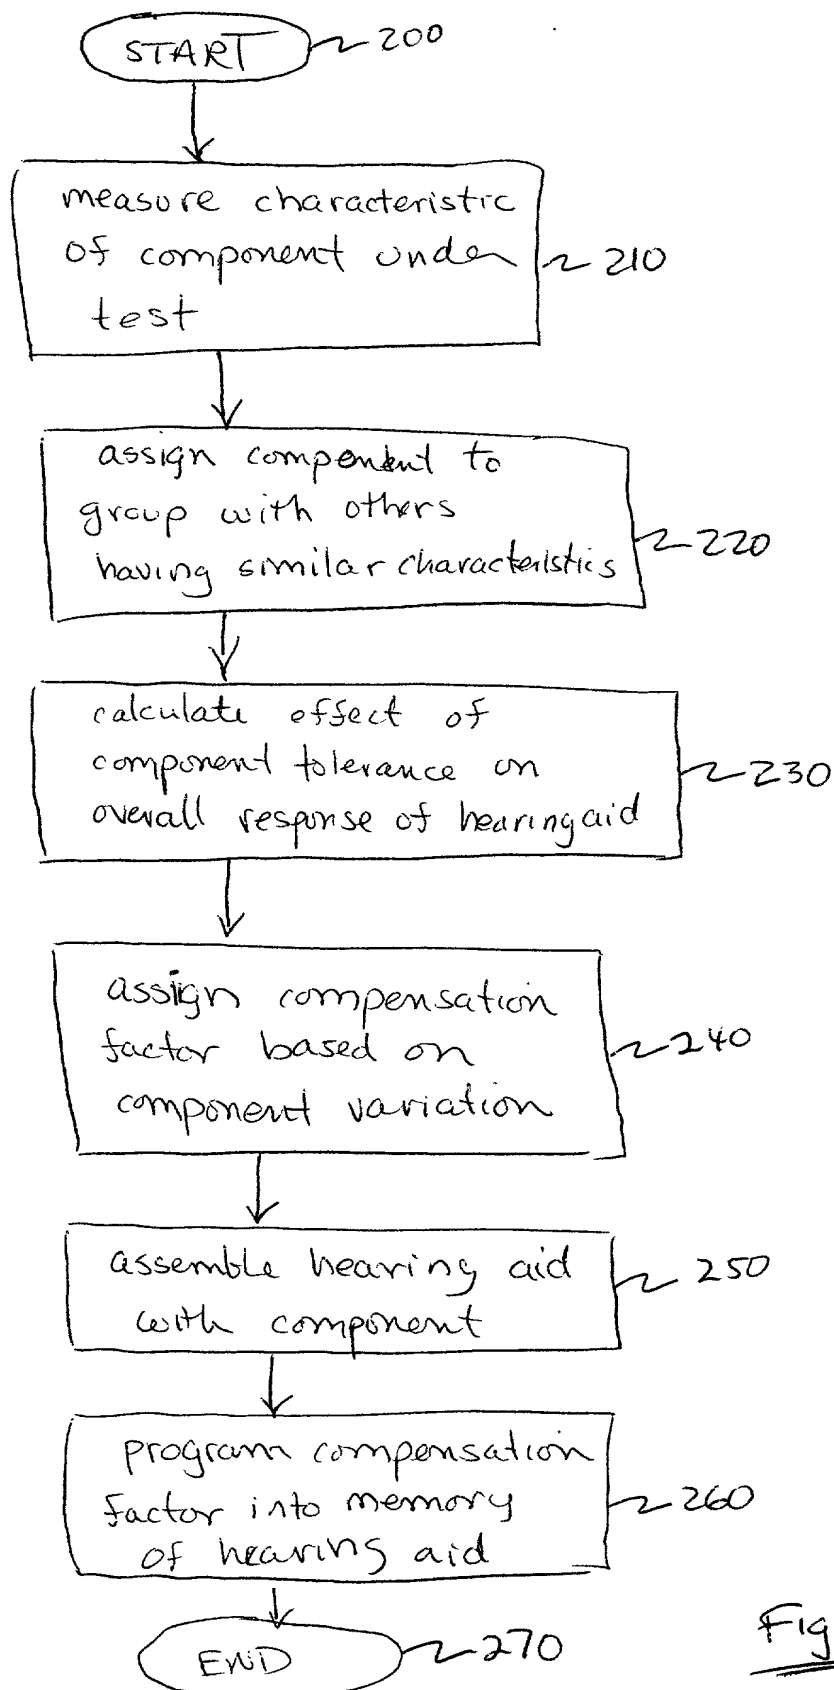 START
200
measure characteristic
of component under
test
210
assign component to
group with others
having similar characteristics
220
calculate effect of
component tolerance on
overall response of hearing aid
230
assign compensation
factor based on
component variation
240
assemble hearing aid
with component
250
program compensation
factor into memory
of hearing aid
260
END
270
Fig